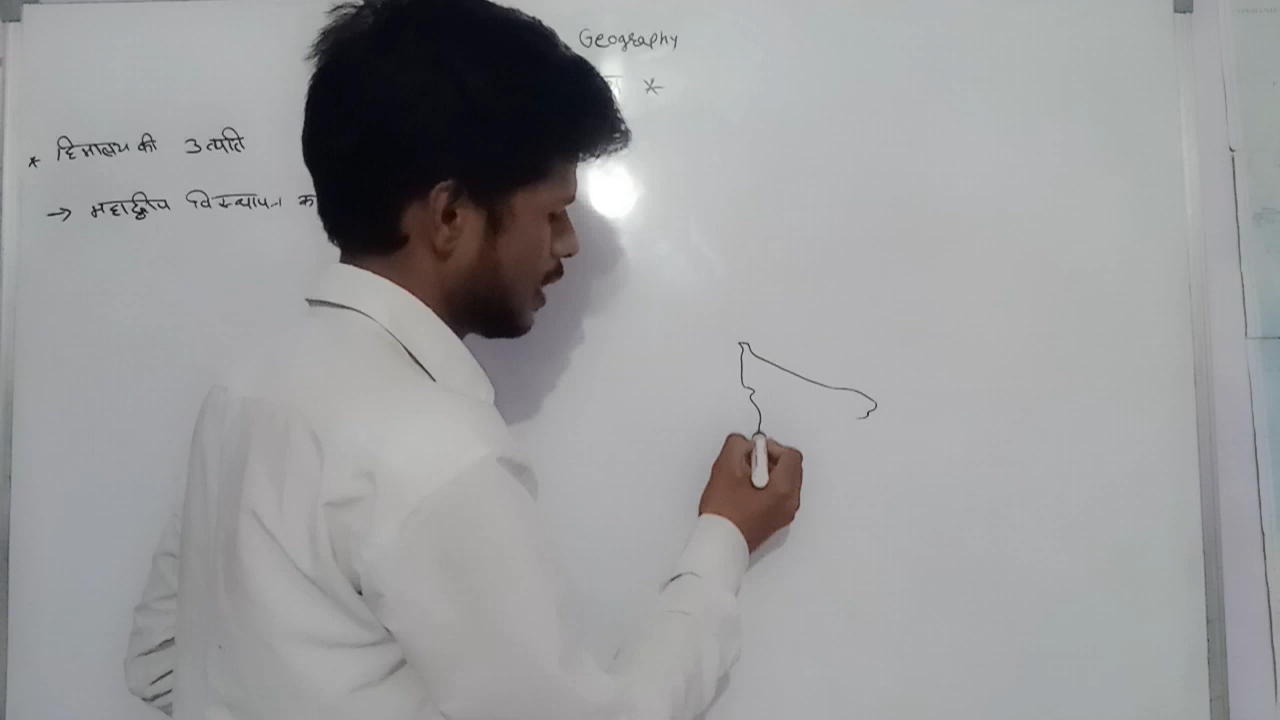 Geography
*
* हिमालय की उत्पति
→ महाद्वीप विस्थापन क